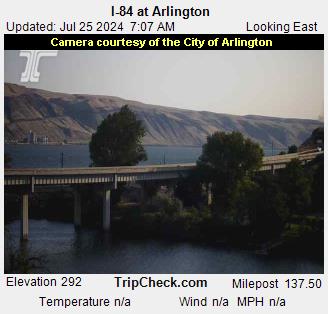 I-84 at Arlington
Updated: Jul 25 2024 7:07 AM Looking East
Camera courtesy of the City of Arlington
Elevation 292 TripCheck.com Milepost 137.50
Temperature n/a Wind n/a MPH n/a